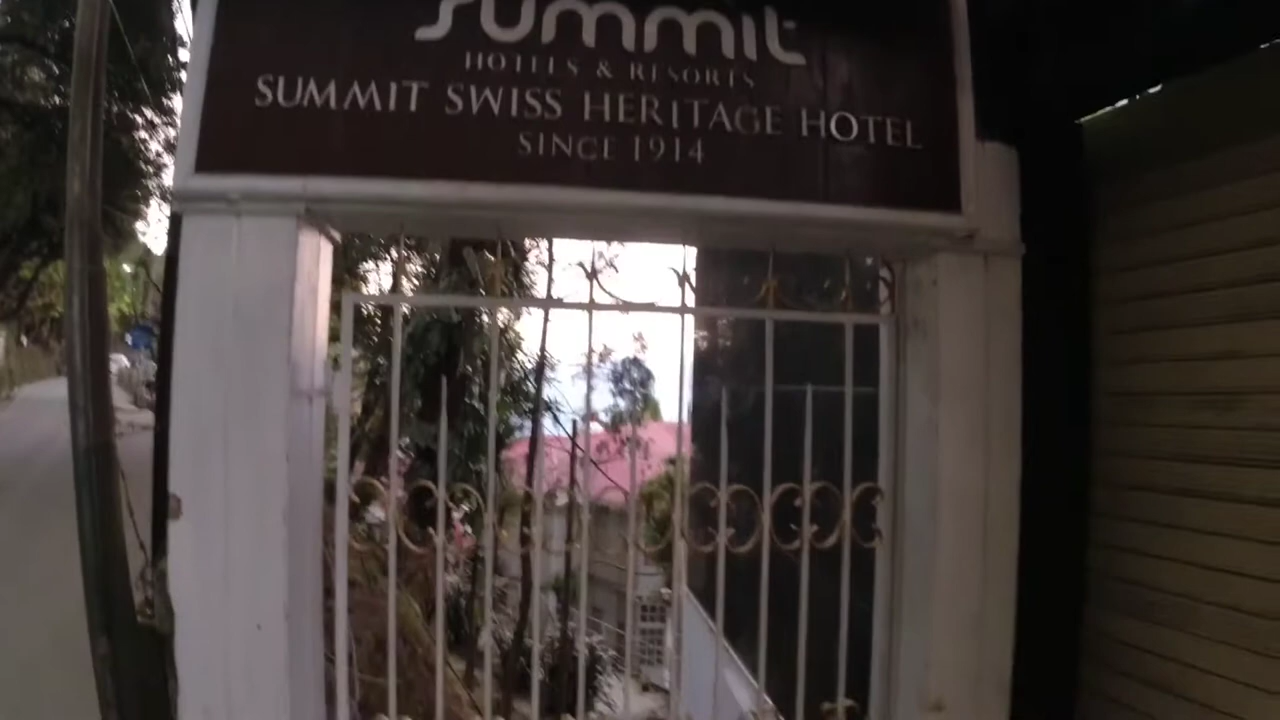 summit
HOTELS & RESORTS
SUMMIT SWISS HERITAGE HOTEL
SINCE 1914